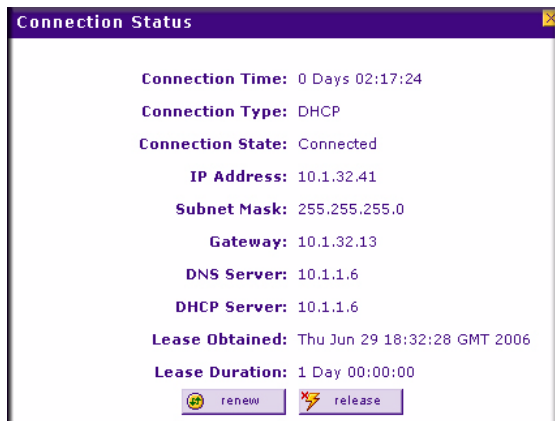 Connection Status
Connection Time: 0 Days 02:17:24
Connection Type: DHCP
Connection State: Connected
IP Address: 10.1.32.41
Subnet Mask: 255.255.255.0
Gateway: 10.1.32.13
DNS Server: 10.1.1.6
DHCP Server: 10.1.1.6
Lease Obtained: Thu Jun 29 18:32:28 GMT 2006
Lease Duration: 1 Day 00:00:00
renew release